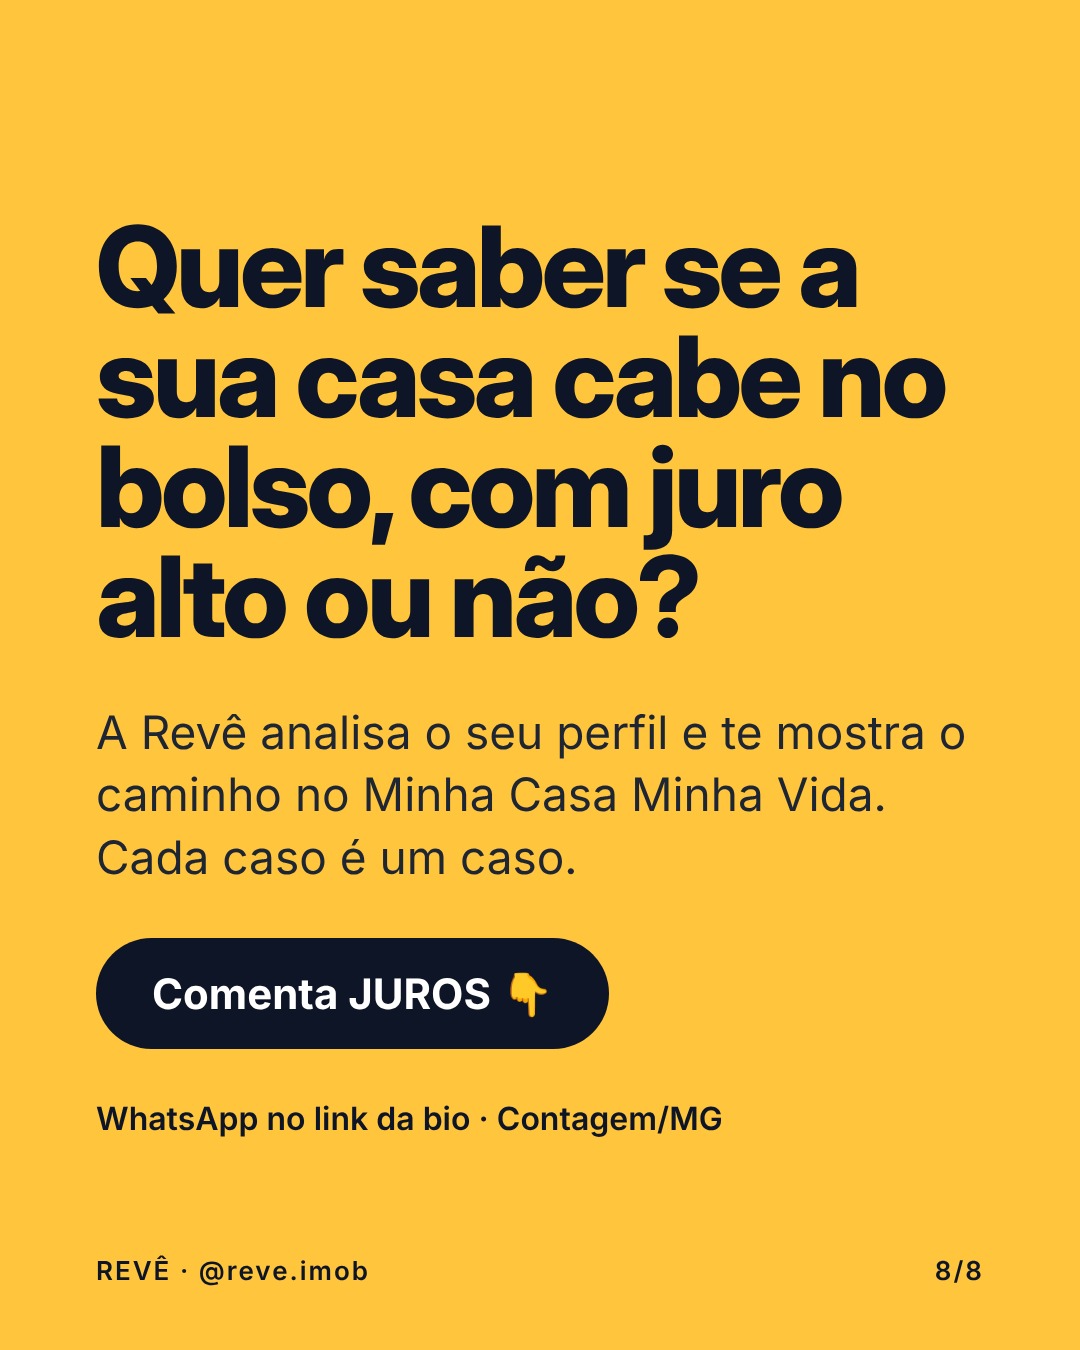 Quer saber se a
sua casa cabe no
bolso, com juro
alto ou não?
A Revê analisa o seu perfil e te mostra o
caminho no Minha Casa Minha Vida.
Cada caso é um caso.
Comenta JUROS 👇
WhatsApp no link da bio · Contagem/MG
REVÊ · @reve.imob
8/8